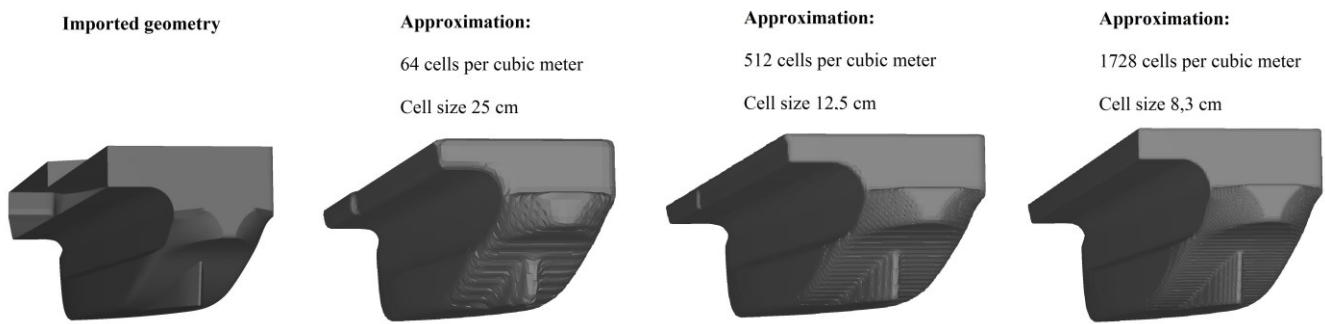 Imported geometry
Approximation:
64 cells per cubic meter
Cell size 25 cm
Approximation:
512 cells per cubic meter
Cell size 12.5 cm
Approximation:
1728 cells per cubic meter
Cell size 8,3 cm